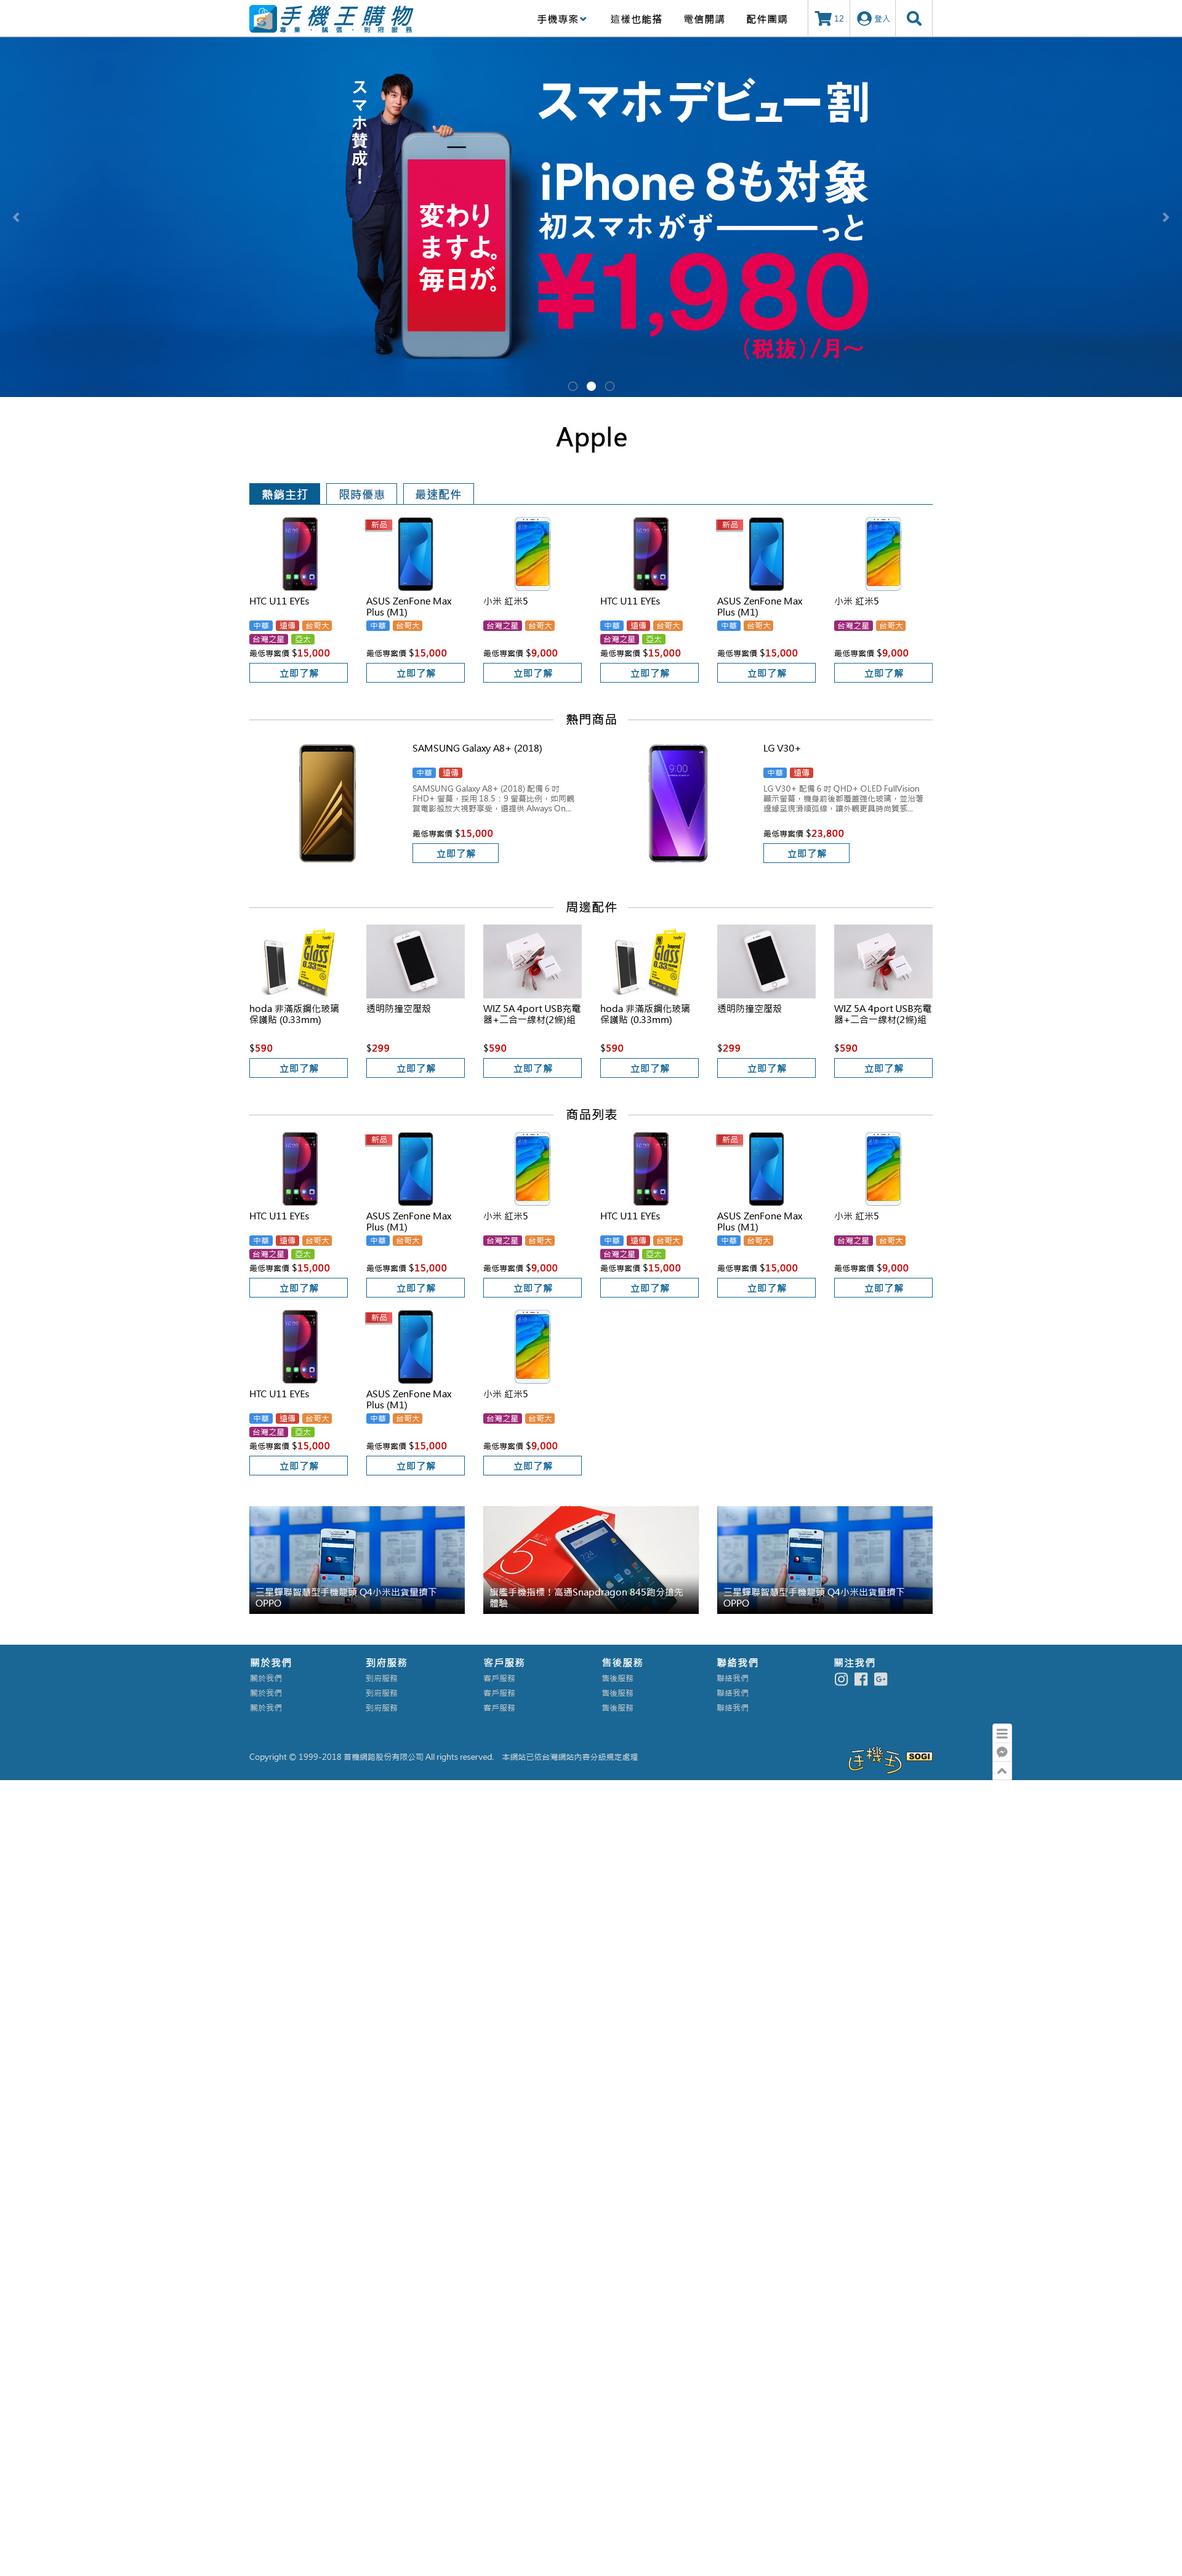 手機王購物
專業．誠信．到府服務
手機專案
這樣也能搭
電信開講
配件團購
12
登入
スマホ賛成！
変わり
ますよ。
毎日が。
スマホデビュー割
iPhone 8も対象
初スマホがず───っと
¥1,980
(税抜)/月〜
Apple
熱銷主打
限時優惠
最速配件
HTC U11 EYEs
中華 遠傳 台哥大
台灣之星 亞太
最低專案價 $15,000
立即了解
新品
ASUS ZenFone Max
Plus (M1)
中華 台哥大
最低專案價 $15,000
立即了解
小米 紅米5
台灣之星 台哥大
最低專案價 $9,000
立即了解
HTC U11 EYEs
中華 遠傳 台哥大
台灣之星 亞太
最低專案價 $15,000
立即了解
新品
ASUS ZenFone Max
Plus (M1)
中華 台哥大
最低專案價 $15,000
立即了解
小米 紅米5
台灣之星 台哥大
最低專案價 $9,000
立即了解
熱門商品
SAMSUNG Galaxy A8+ (2018)
中華 遠傳
SAMSUNG Galaxy A8+ (2018) 配備 6 吋
FHD+ 螢幕，採用 18.5：9 螢幕比例，如同觀
賞電影般放大視野享受，還提供 Always On...
最低專案價 $15,000
立即了解
9:00
LG V30+
中華 遠傳
LG V30+ 配備 6 吋 QHD+ OLED FullVision
顯示螢幕，機身前後都覆蓋強化玻璃，並沿著
邊緣呈現滑順弧線，讓外觀更具時尚質感...
最低專案價 $23,800
立即了解
周邊配件
Glass
0.33
hoda 非滿版鋼化玻璃
保護貼 (0.33mm)
$590
立即了解
透明防撞空壓殼
$299
立即了解
WIZ 5A 4port USB充電
器+二合一線材(2條)組
$590
立即了解
Glass
0.33
hoda 非滿版鋼化玻璃
保護貼 (0.33mm)
$590
立即了解
透明防撞空壓殼
$299
立即了解
WIZ 5A 4port USB充電
器+二合一線材(2條)組
$590
立即了解
商品列表
HTC U11 EYEs
中華 遠傳 台哥大
台灣之星 亞太
最低專案價 $15,000
立即了解
新品
ASUS ZenFone Max
Plus (M1)
中華 台哥大
最低專案價 $15,000
立即了解
小米 紅米5
台灣之星 台哥大
最低專案價 $9,000
立即了解
HTC U11 EYEs
中華 遠傳 台哥大
台灣之星 亞太
最低專案價 $15,000
立即了解
新品
ASUS ZenFone Max
Plus (M1)
中華 台哥大
最低專案價 $15,000
立即了解
小米 紅米5
台灣之星 台哥大
最低專案價 $9,000
立即了解
HTC U11 EYEs
中華 遠傳 台哥大
台灣之星 亞太
最低專案價 $15,000
立即了解
新品
ASUS ZenFone Max
Plus (M1)
中華 台哥大
最低專案價 $15,000
立即了解
小米 紅米5
台灣之星 台哥大
最低專案價 $9,000
立即了解
三星蟬聯智慧型手機龍頭 Q4小米出貨量擠下
OPPO
紅米
5
旗艦手機指標！高通Snapdragon 845跑分搶先
體驗
三星蟬聯智慧型手機龍頭 Q4小米出貨量擠下
OPPO
關於我們
關於我們
關於我們
關於我們
到府服務
到府服務
到府服務
到府服務
客戶服務
客戶服務
客戶服務
客戶服務
售後服務
售後服務
售後服務
售後服務
聯絡我們
聯絡我們
聯絡我們
聯絡我們
關注我們
Copyright © 1999-2018 首機網路股份有限公司 All rights reserved. 本網站已依台灣網站內容分級規定處理
手機王 SOGI